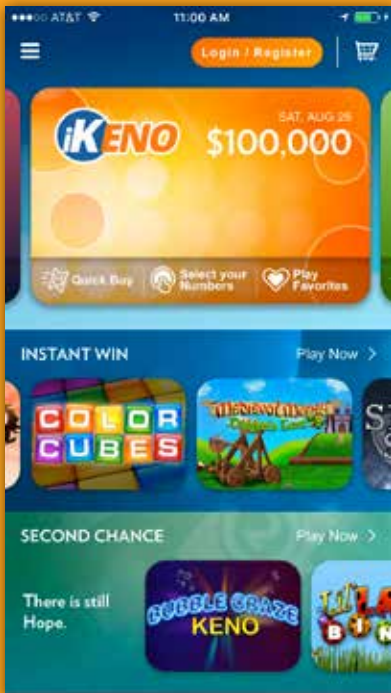 AT&T 11:00 AM
Login / Register
iKENO
SAT, AUG 26
$100,000
Quick Buy
Select your
Numbers
Play
Favorites
INSTANT WIN Play Now >
COLOR
CUBES
SECOND CHANCE Play Now >
There is still
Hope.
BUBBLE CRAZE
KENO